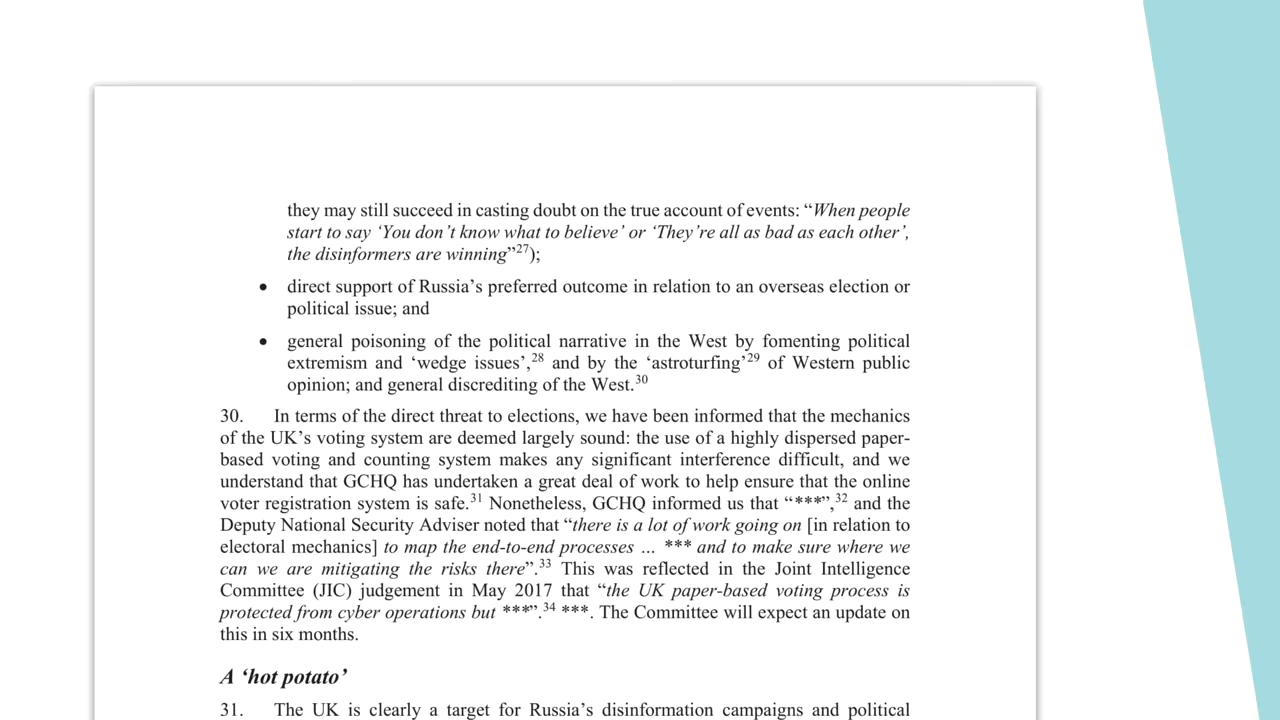 they may still succeed in casting doubt on the true account of events: “When people
start to say ‘You don’t know what to believe’ or ‘They’re all as bad as each other’,
the disinformers are winning”27);
• direct support of Russia’s preferred outcome in relation to an overseas election or
political issue; and
• general poisoning of the political narrative in the West by fomenting political
extremism and ‘wedge issues’,28 and by the ‘astroturfing’29 of Western public
opinion; and general discrediting of the West.30
30. In terms of the direct threat to elections, we have been informed that the mechanics
of the UK’s voting system are deemed largely sound: the use of a highly dispersed paper-
based voting and counting system makes any significant interference difficult, and we
understand that GCHQ has undertaken a great deal of work to help ensure that the online
voter registration system is safe.31 Nonetheless, GCHQ informed us that “***”,32 and the
Deputy National Security Adviser noted that “there is a lot of work going on [in relation to
electoral mechanics] to map the end-to-end processes ... *** and to make sure where we
can we are mitigating the risks there”.33 This was reflected in the Joint Intelligence
Committee (JIC) judgement in May 2017 that “the UK paper-based voting process is
protected from cyber operations but ***”.34 ***. The Committee will expect an update on
this in six months.
A ‘hot potato’
31. The UK is clearly a target for Russia’s disinformation campaigns and political